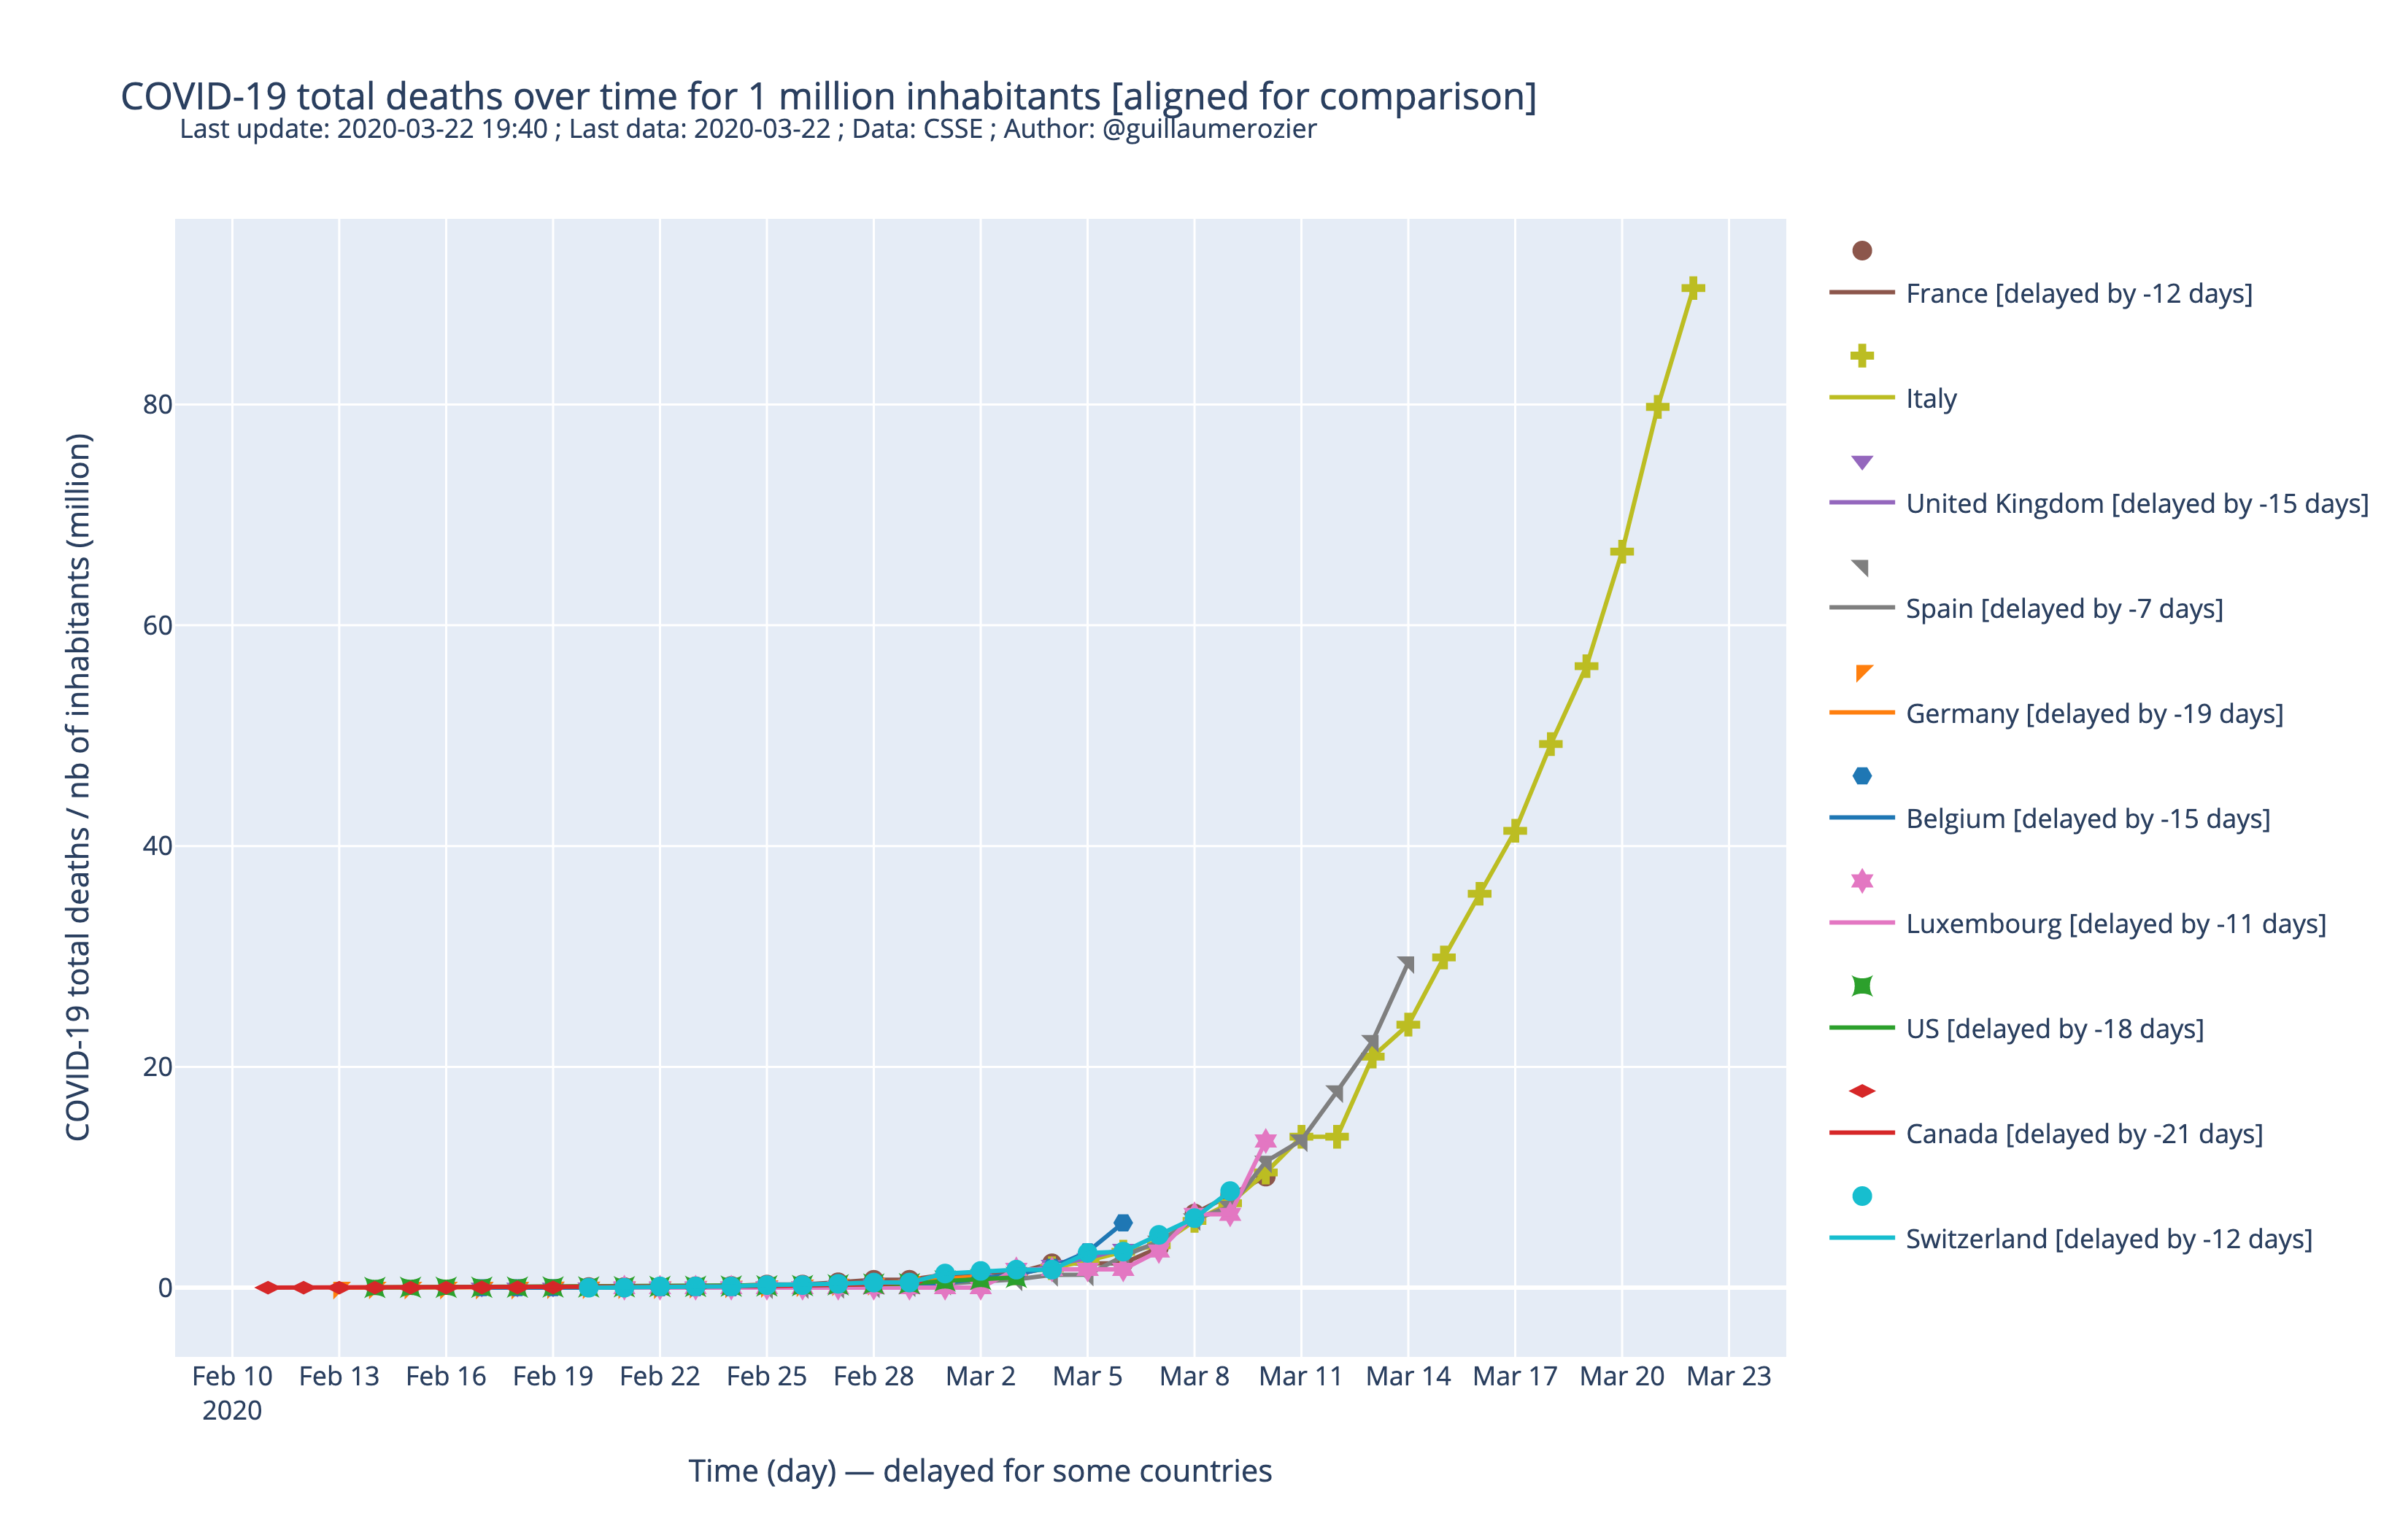 COVID-19 total deaths over time for 1 million inhabitants [aligned for comparison]
Last update: 2020-03-22 19:40 ; Last data: 2020-03-22 ; Data: CSSE ; Author: @guillaumerozier
COVID-19 total deaths / nb of inhabitants (million)
80
60
40
20
0
Feb 10
2020
Feb 13
Feb 16
Feb 19
Feb 22
Feb 25
Feb 28
Mar 2
Mar 5
Mar 8
Mar 11
Mar 14
Mar 17
Mar 20
Mar 23
Time (day) — delayed for some countries
France [delayed by -12 days]
Italy
United Kingdom [delayed by -15 days]
Spain [delayed by -7 days]
Germany [delayed by -19 days]
Belgium [delayed by -15 days]
Luxembourg [delayed by -11 days]
US [delayed by -18 days]
Canada [delayed by -21 days]
Switzerland [delayed by -12 days]